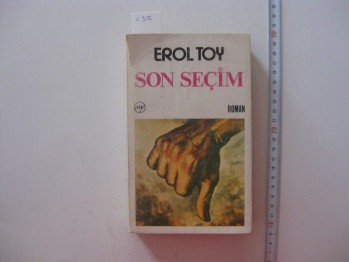 EROL TOY
SON SEÇİM
ROMAN